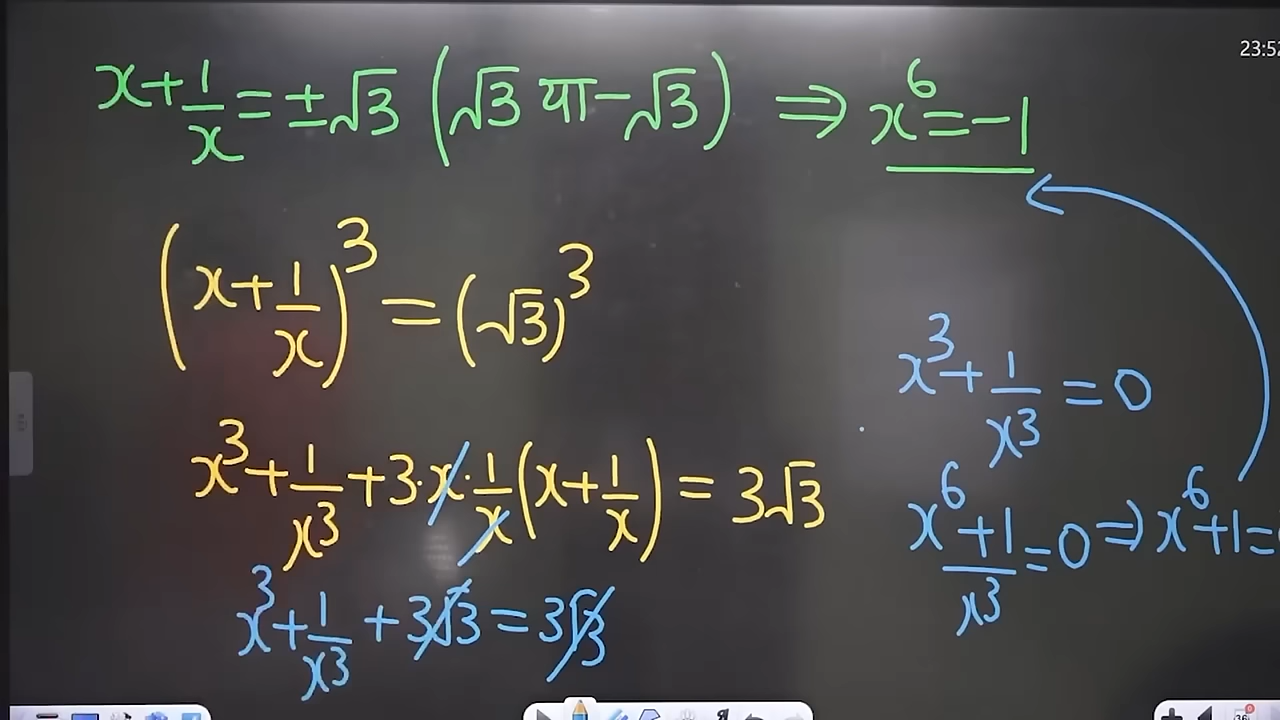 23:52
x+1/x=±√3 (√3 या -√3) ⇒ x⁶=-1
(x+1/x)³=(√3)³
x³+1/x³+3·x·1/x(x+1/x)=3√3
x³+1/x³+3√3=3√3
x³+1/x³=0
(x⁶+1)/x³=0⇒x⁶+1=